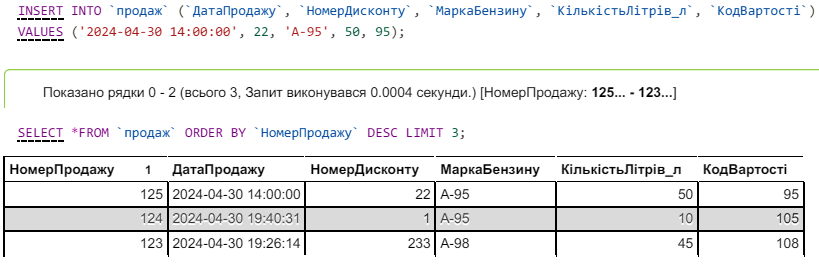 INSERT INTO `продаж` (`ДатаПродажу`, `НомерДисконту`, `МаркаБензину`, `КількістьЛітрів_л`, `КодВартості`)
VALUES ('2024-04-30 14:00:00', 22, 'А-95', 50, 95);
Показано рядки 0 - 2 (всього 3, Запит виконувався 0.0004 секунди.) [НомерПродажу: 125... - 123...]
SELECT *FROM `продаж` ORDER BY `НомерПродажу` DESC LIMIT 3;
НомерПродажу 1 ДатаПродажу НомерДисконту МаркаБензину КількістьЛітрів_л КодВартості
125 2024-04-30 14:00:00 22 А-95 50 95
124 2024-04-30 19:40:31 1 А-95 10 105
123 2024-04-30 19:26:14 233 А-98 45 108